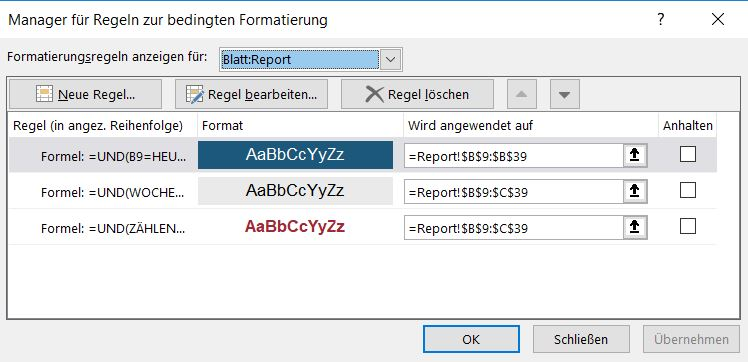 Manager für Regeln zur bedingten Formatierung ? ×
Formatierungsregeln anzeigen für: Blatt:Report
Neue Regel... Regel bearbeiten... Regel löschen
Regel (in angez. Reihenfolge) Format Wird angewendet auf Anhalten
Formel: =UND(B9=HEU... AaBbCcYyZz =Report!$B$9:$B$39
Formel: =UND(WOCHE... AaBbCcYyZz =Report!$B$9:$C$39
Formel: =UND(ZÄHLEN... AaBbCcYyZz =Report!$B$9:$C$39
OK Schließen Übernehmen